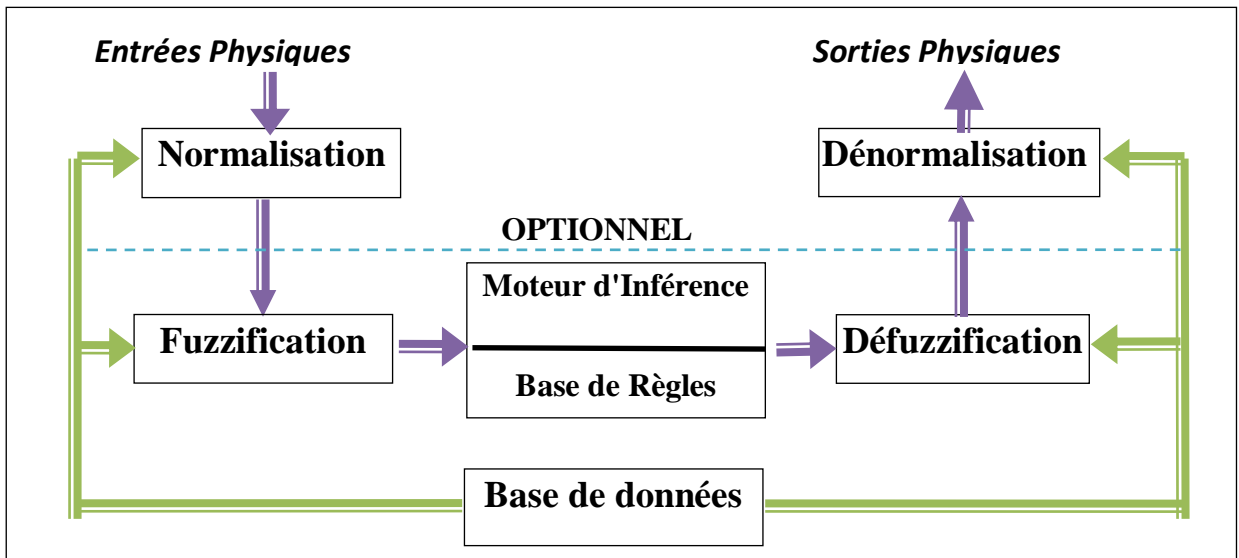 Entrées Physiques
Sorties Physiques
Normalisation
Dénormalisation
OPTIONNEL
Moteur d'Inférence
Fuzzification
Défuzzification
Base de Règles
Base de données